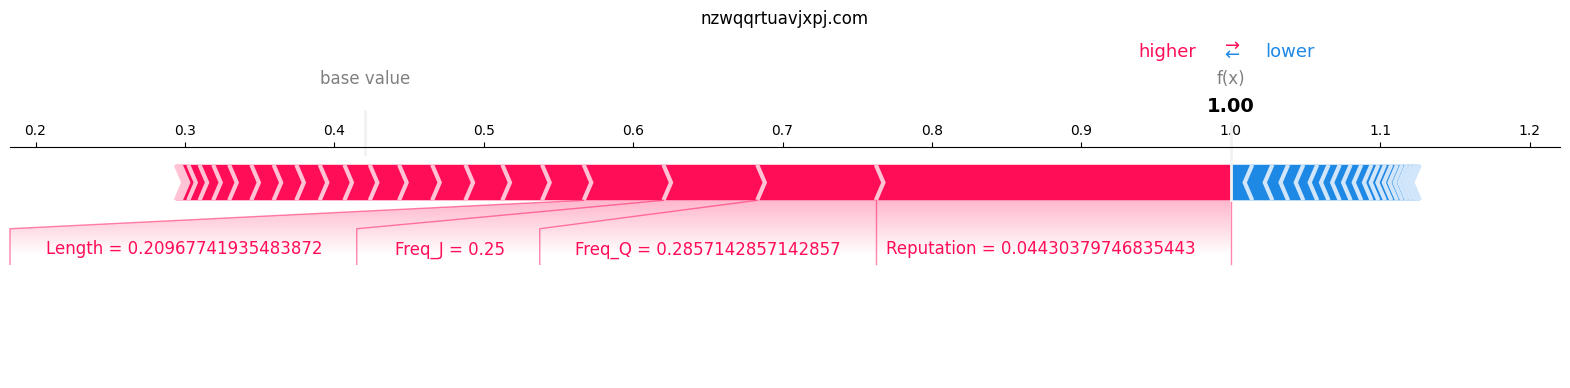 nzwqqrtuavjxpj.com
higher ⇄ lower
base value f(x)
1.00
0.2 0.3 0.4 0.5 0.6 0.7 0.8 0.9 1.0 1.1 1.2
Length = 0.20967741935483872 Freq_J = 0.25 Freq_Q = 0.2857142857142857 Reputation = 0.04430379746835443